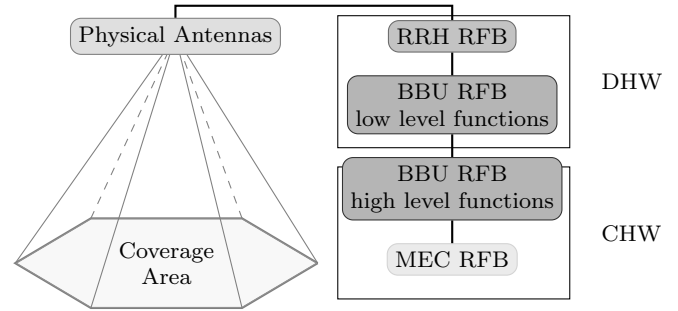 Physical Antennas
RRH RFB
BBU RFB
low level functions
DHW
BBU RFB
high level functions
CHW
MEC RFB
Coverage
Area